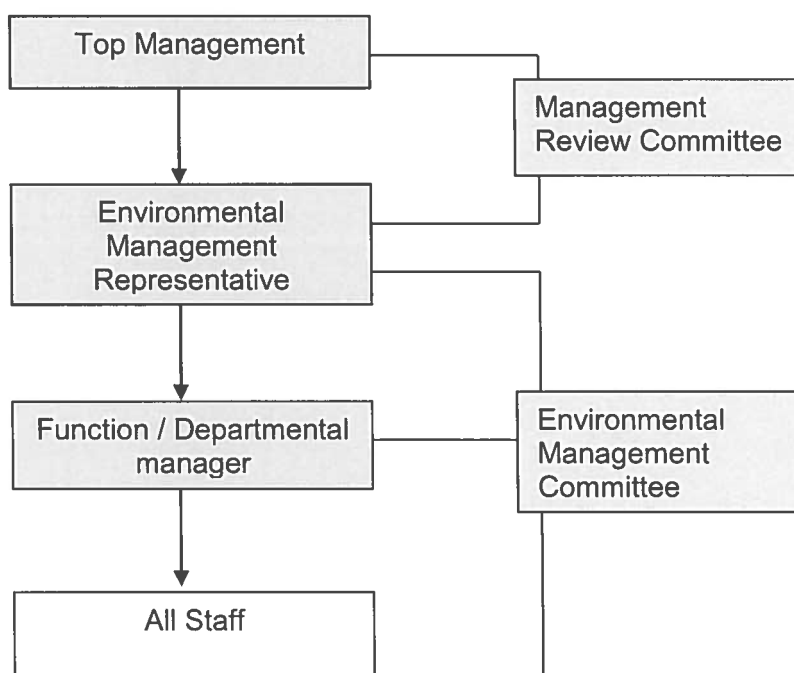 Top Management
Management
Review Committee
Environmental
Management
Representative
Function / Departmental
manager
Environmental
Management
Committee
All Staff